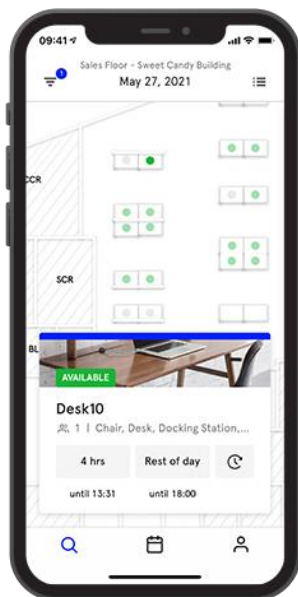 09:41
1
Sales Floor - Sweet Candy Building
May 27, 2021
CCR
SCR
BL
AVAILABLE
Desk10
1 | Chair, Desk, Docking Station,...
4 hrs Rest of day
until 13:31 until 18:00